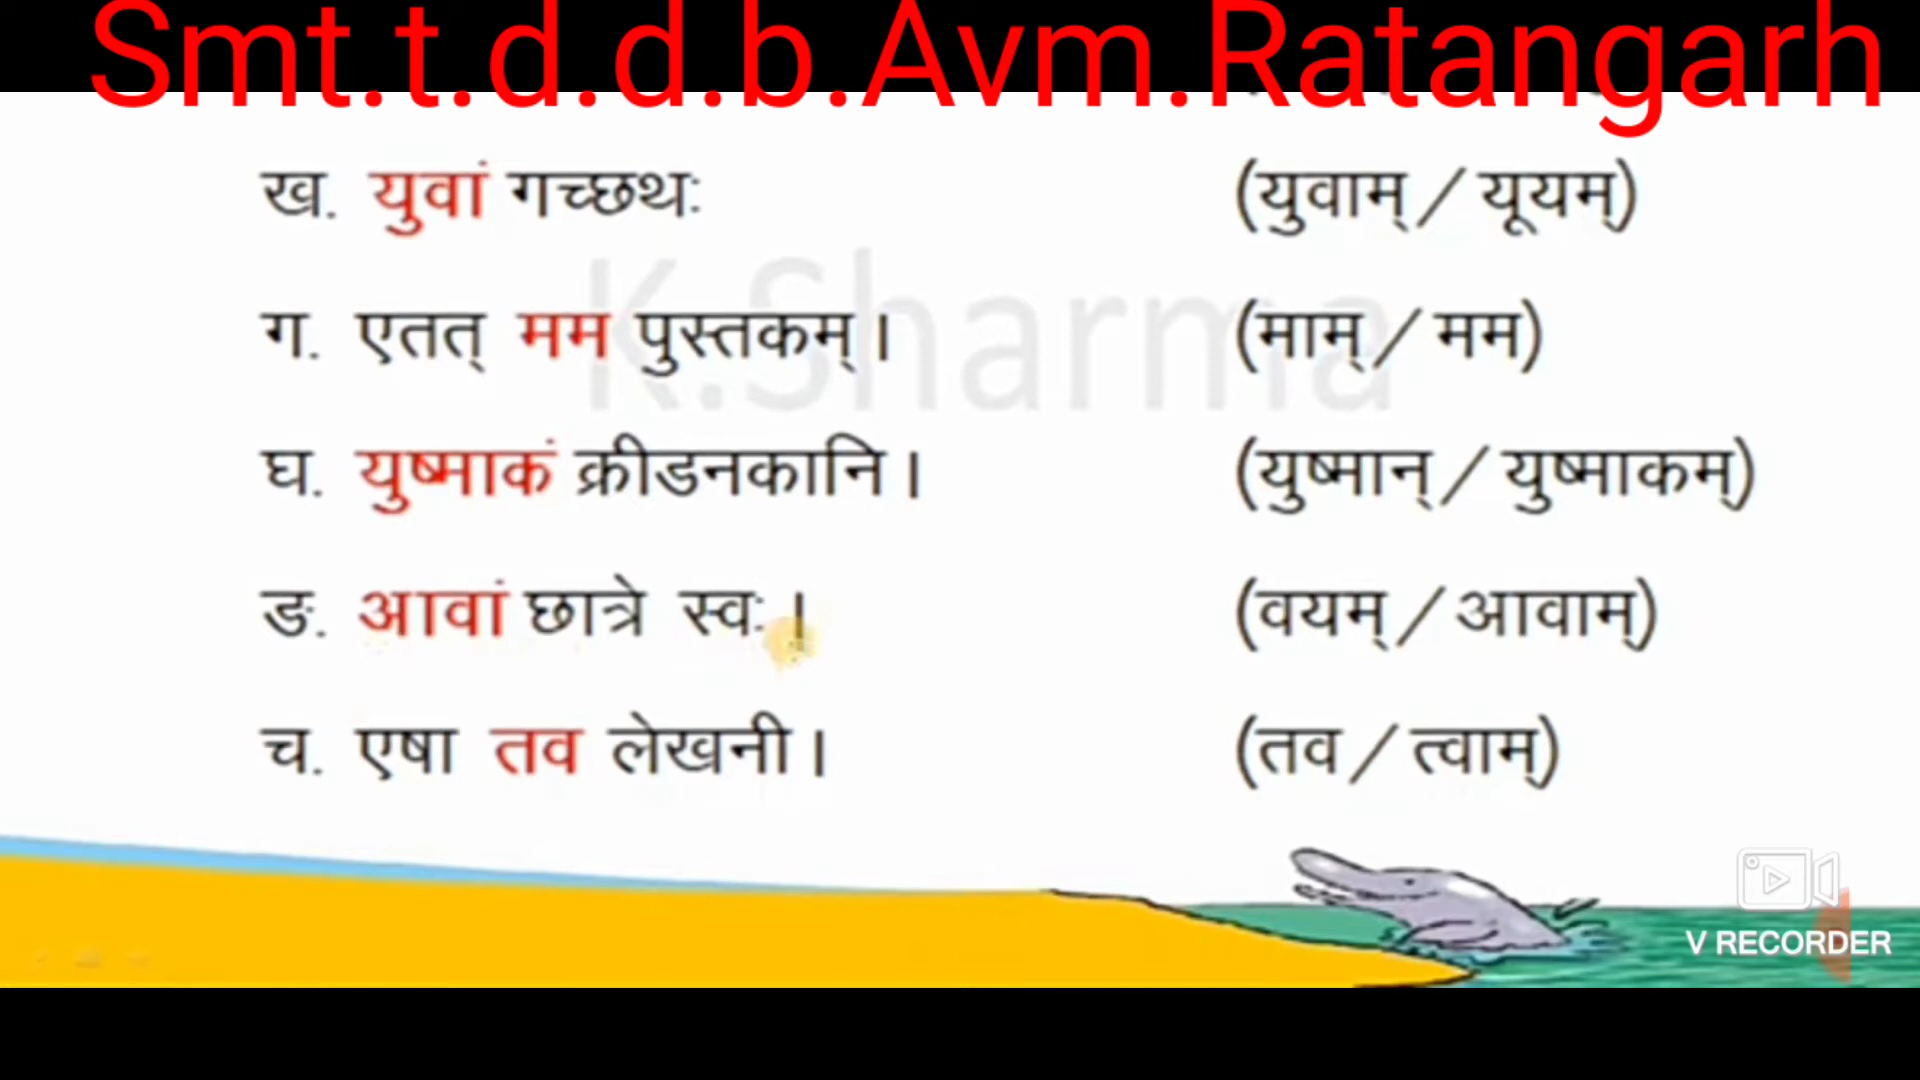 Smt.t.d.d.b.Avm.Ratangarh
ख. युवां गच्छथः (युवाम् / यूयम्)
ग. एतत् मम पुस्तकम् । (माम् / मम)
घ. युष्माकं क्रीडनकानि । (युष्मान् / युष्माकम्)
ङ. आवां छात्रे स्वः । (वयम् / आवाम्)
च. एषा तव लेखनी । (तव / त्वाम्)
K.Sharma
V RECORDER